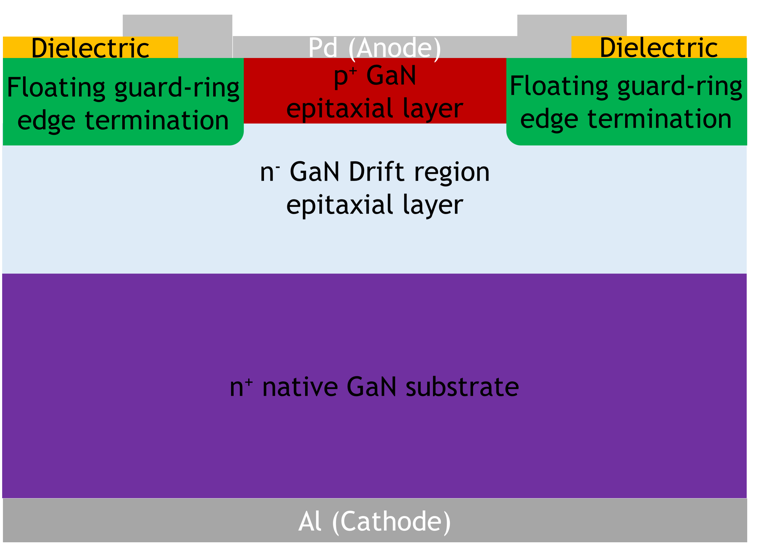 Dielectric
Pd (Anode)
Dielectric
Floating guard-ring
edge termination
p⁺ GaN
epitaxial layer
Floating guard-ring
edge termination
n⁻ GaN Drift region
epitaxial layer
n⁺ native GaN substrate
Al (Cathode)